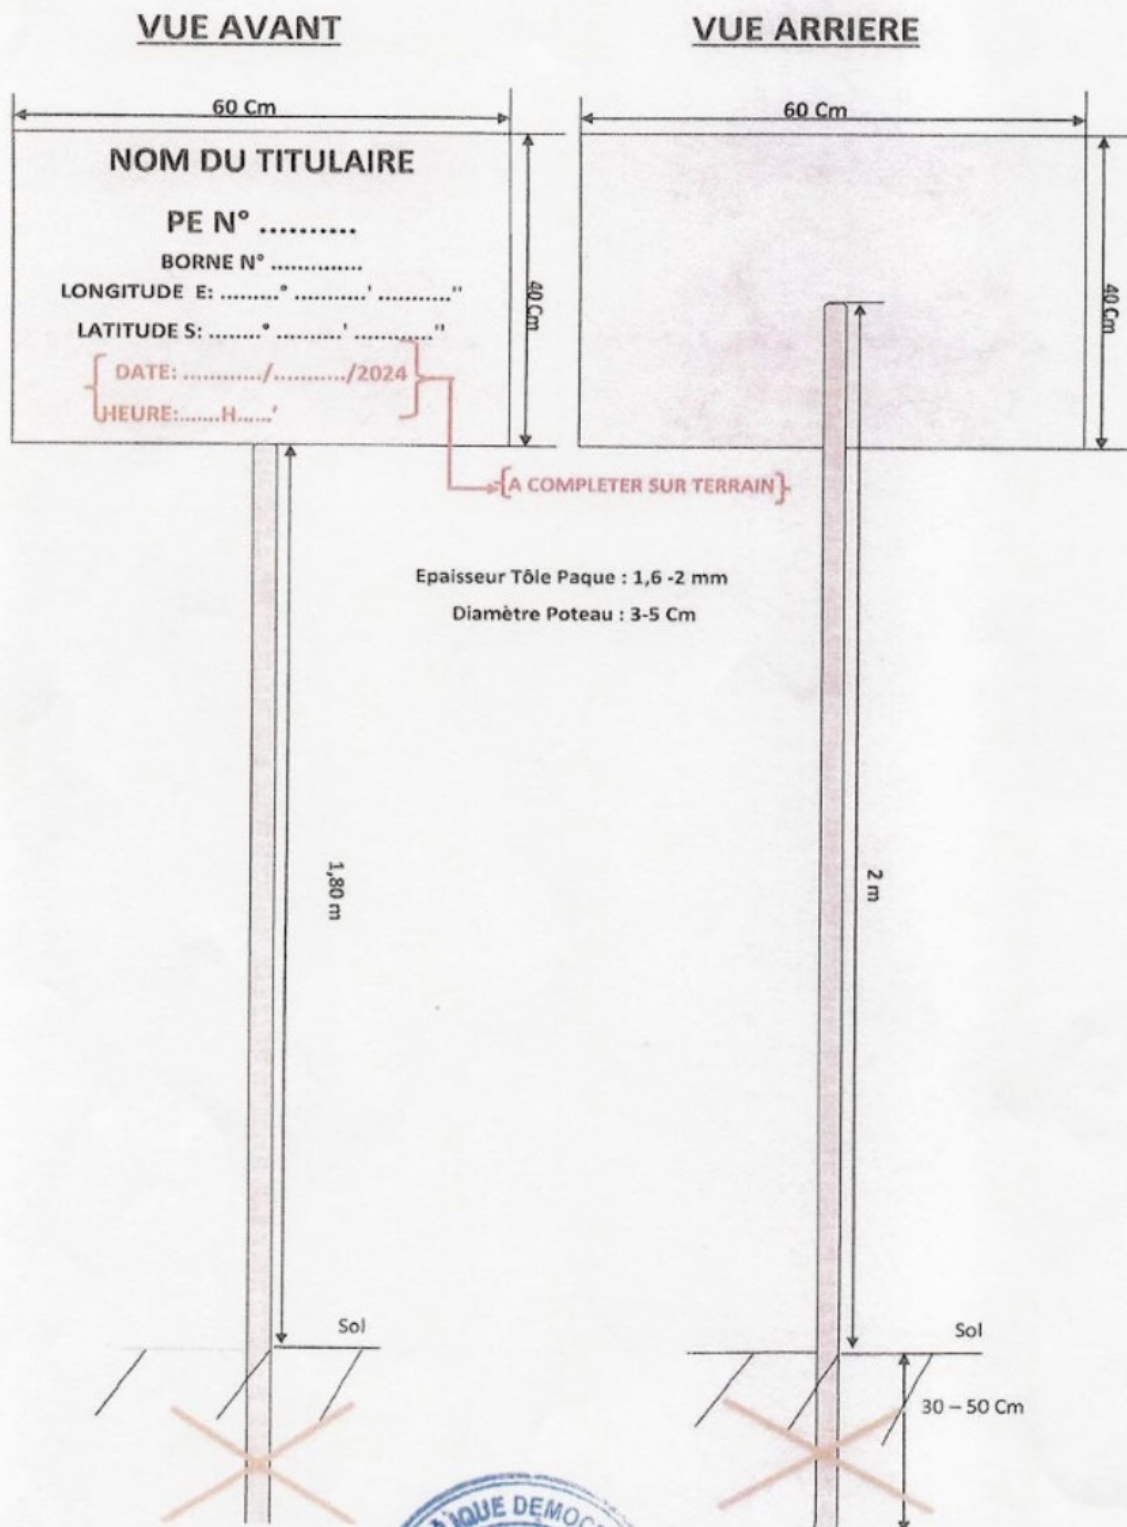 VUE AVANT
VUE ARRIERE
60 Cm
60 Cm
NOM DU TITULAIRE
PE N° ..........
BORNE N° ..............
LONGITUDE E: .........° ...........' ..........."
LATITUDE S: ........° ..........' ............"
DATE: ............/.........../2024
HEURE:.......H......'
40 Cm
40 Cm
A COMPLETER SUR TERRAIN
Epaisseur Tôle Paque : 1,6 -2 mm
Diamètre Poteau : 3-5 Cm
1,80 m
2 m
Sol
Sol
30 – 50 Cm